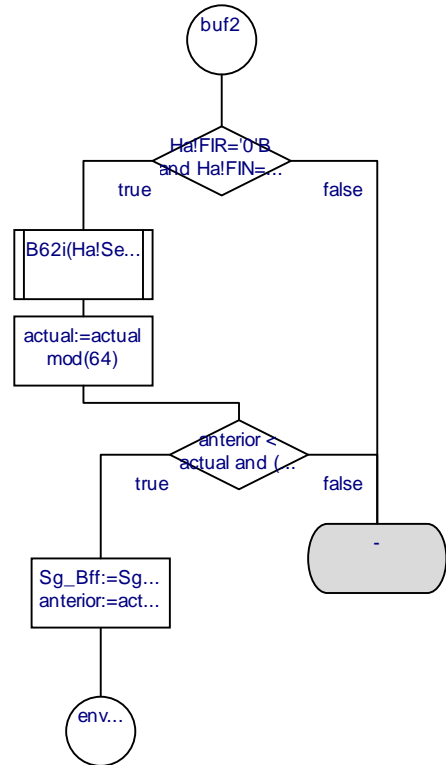 buf2
Ha!FIR='0'B
and Ha!FIN=...
true
false
B62i(Ha!Se...
actual:=actual
mod(64)
anterior <
actual and (...
true
false
-
Sg_Bff:=Sg...
anterior:=act...
env...